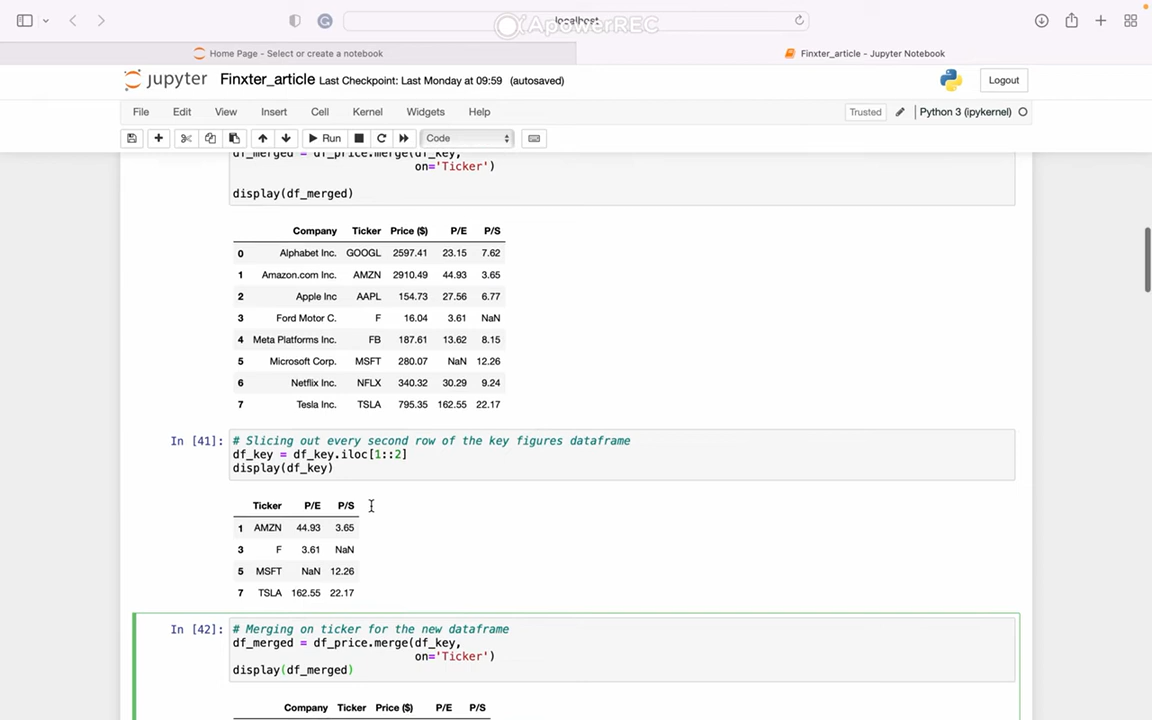 localhost
ApowerREC
Home Page - Select or create a notebook
Finxter_article - Jupyter Notebook
jupyter Finxter_article Last Checkpoint: Last Monday at 09:59 (autosaved)
Logout
File Edit View Insert Cell Kernel Widgets Help
Trusted Python 3 (ipykernel)
Run Code
df_merged = df_price.merge(df_key,
on='Ticker')
display(df_merged)
Company Ticker Price ($) P/E P/S
0 Alphabet Inc. GOOGL 2597.41 23.15 7.62
1 Amazon.com Inc. AMZN 2910.49 44.93 3.65
2 Apple Inc AAPL 154.73 27.56 6.77
3 Ford Motor C. F 16.04 3.61 NaN
4 Meta Platforms Inc. FB 187.61 13.62 8.15
5 Microsoft Corp. MSFT 280.07 NaN 12.26
6 Netflix Inc. NFLX 340.32 30.29 9.24
7 Tesla Inc. TSLA 795.35 162.55 22.17
In [41]: # Slicing out every second row of the key figures dataframe
df_key = df_key.iloc[1::2]
display(df_key)
Ticker P/E P/S
1 AMZN 44.93 3.65
3 F 3.61 NaN
5 MSFT NaN 12.26
7 TSLA 162.55 22.17
In [42]: # Merging on ticker for the new dataframe
df_merged = df_price.merge(df_key,
on='Ticker')
display(df_merged)
Company Ticker Price ($) P/E P/S